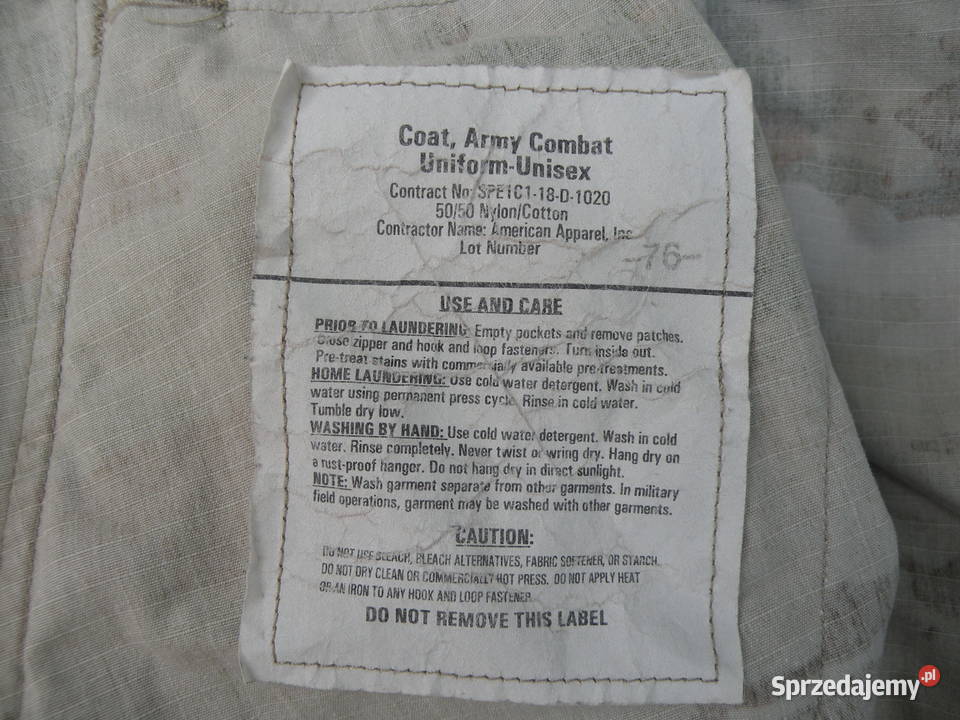 Coat, Army Combat
Uniform-Unisex
Contract No: SPE1C1-18-D-1020
50/50 Nylon/Cotton
Contractor Name: American Apparel, Inc
Lot Number
-76-
USE AND CARE
PRIOR TO LAUNDERING: Empty pockets and remove patches.
Close zipper and hook and loop fasteners. Turn inside out.
Pre-treat stains with commercially available pre-treatments.
HOME LAUNDERING: Use cold water detergent. Wash in cold
water using permanent press cycle. Rinse in cold water.
Tumble dry low.
WASHING BY HAND: Use cold water detergent. Wash in cold
water. Rinse completely. Never twist or wring dry. Hang dry on
a rust-proof hanger. Do not hang dry in direct sunlight.
NOTE: Wash garment separate from other garments. In military
field operations, garment may be washed with other garments.
CAUTION:
DO NOT USE BLEACH, BLEACH ALTERNATIVES, FABRIC SOFTENER, OR STARCH.
DO NOT DRY CLEAN OR COMMERCIALLY HOT PRESS. DO NOT APPLY HEAT
OR AN IRON TO ANY HOOK AND LOOP FASTENER.
DO NOT REMOVE THIS LABEL
Sprzedajemy.pl